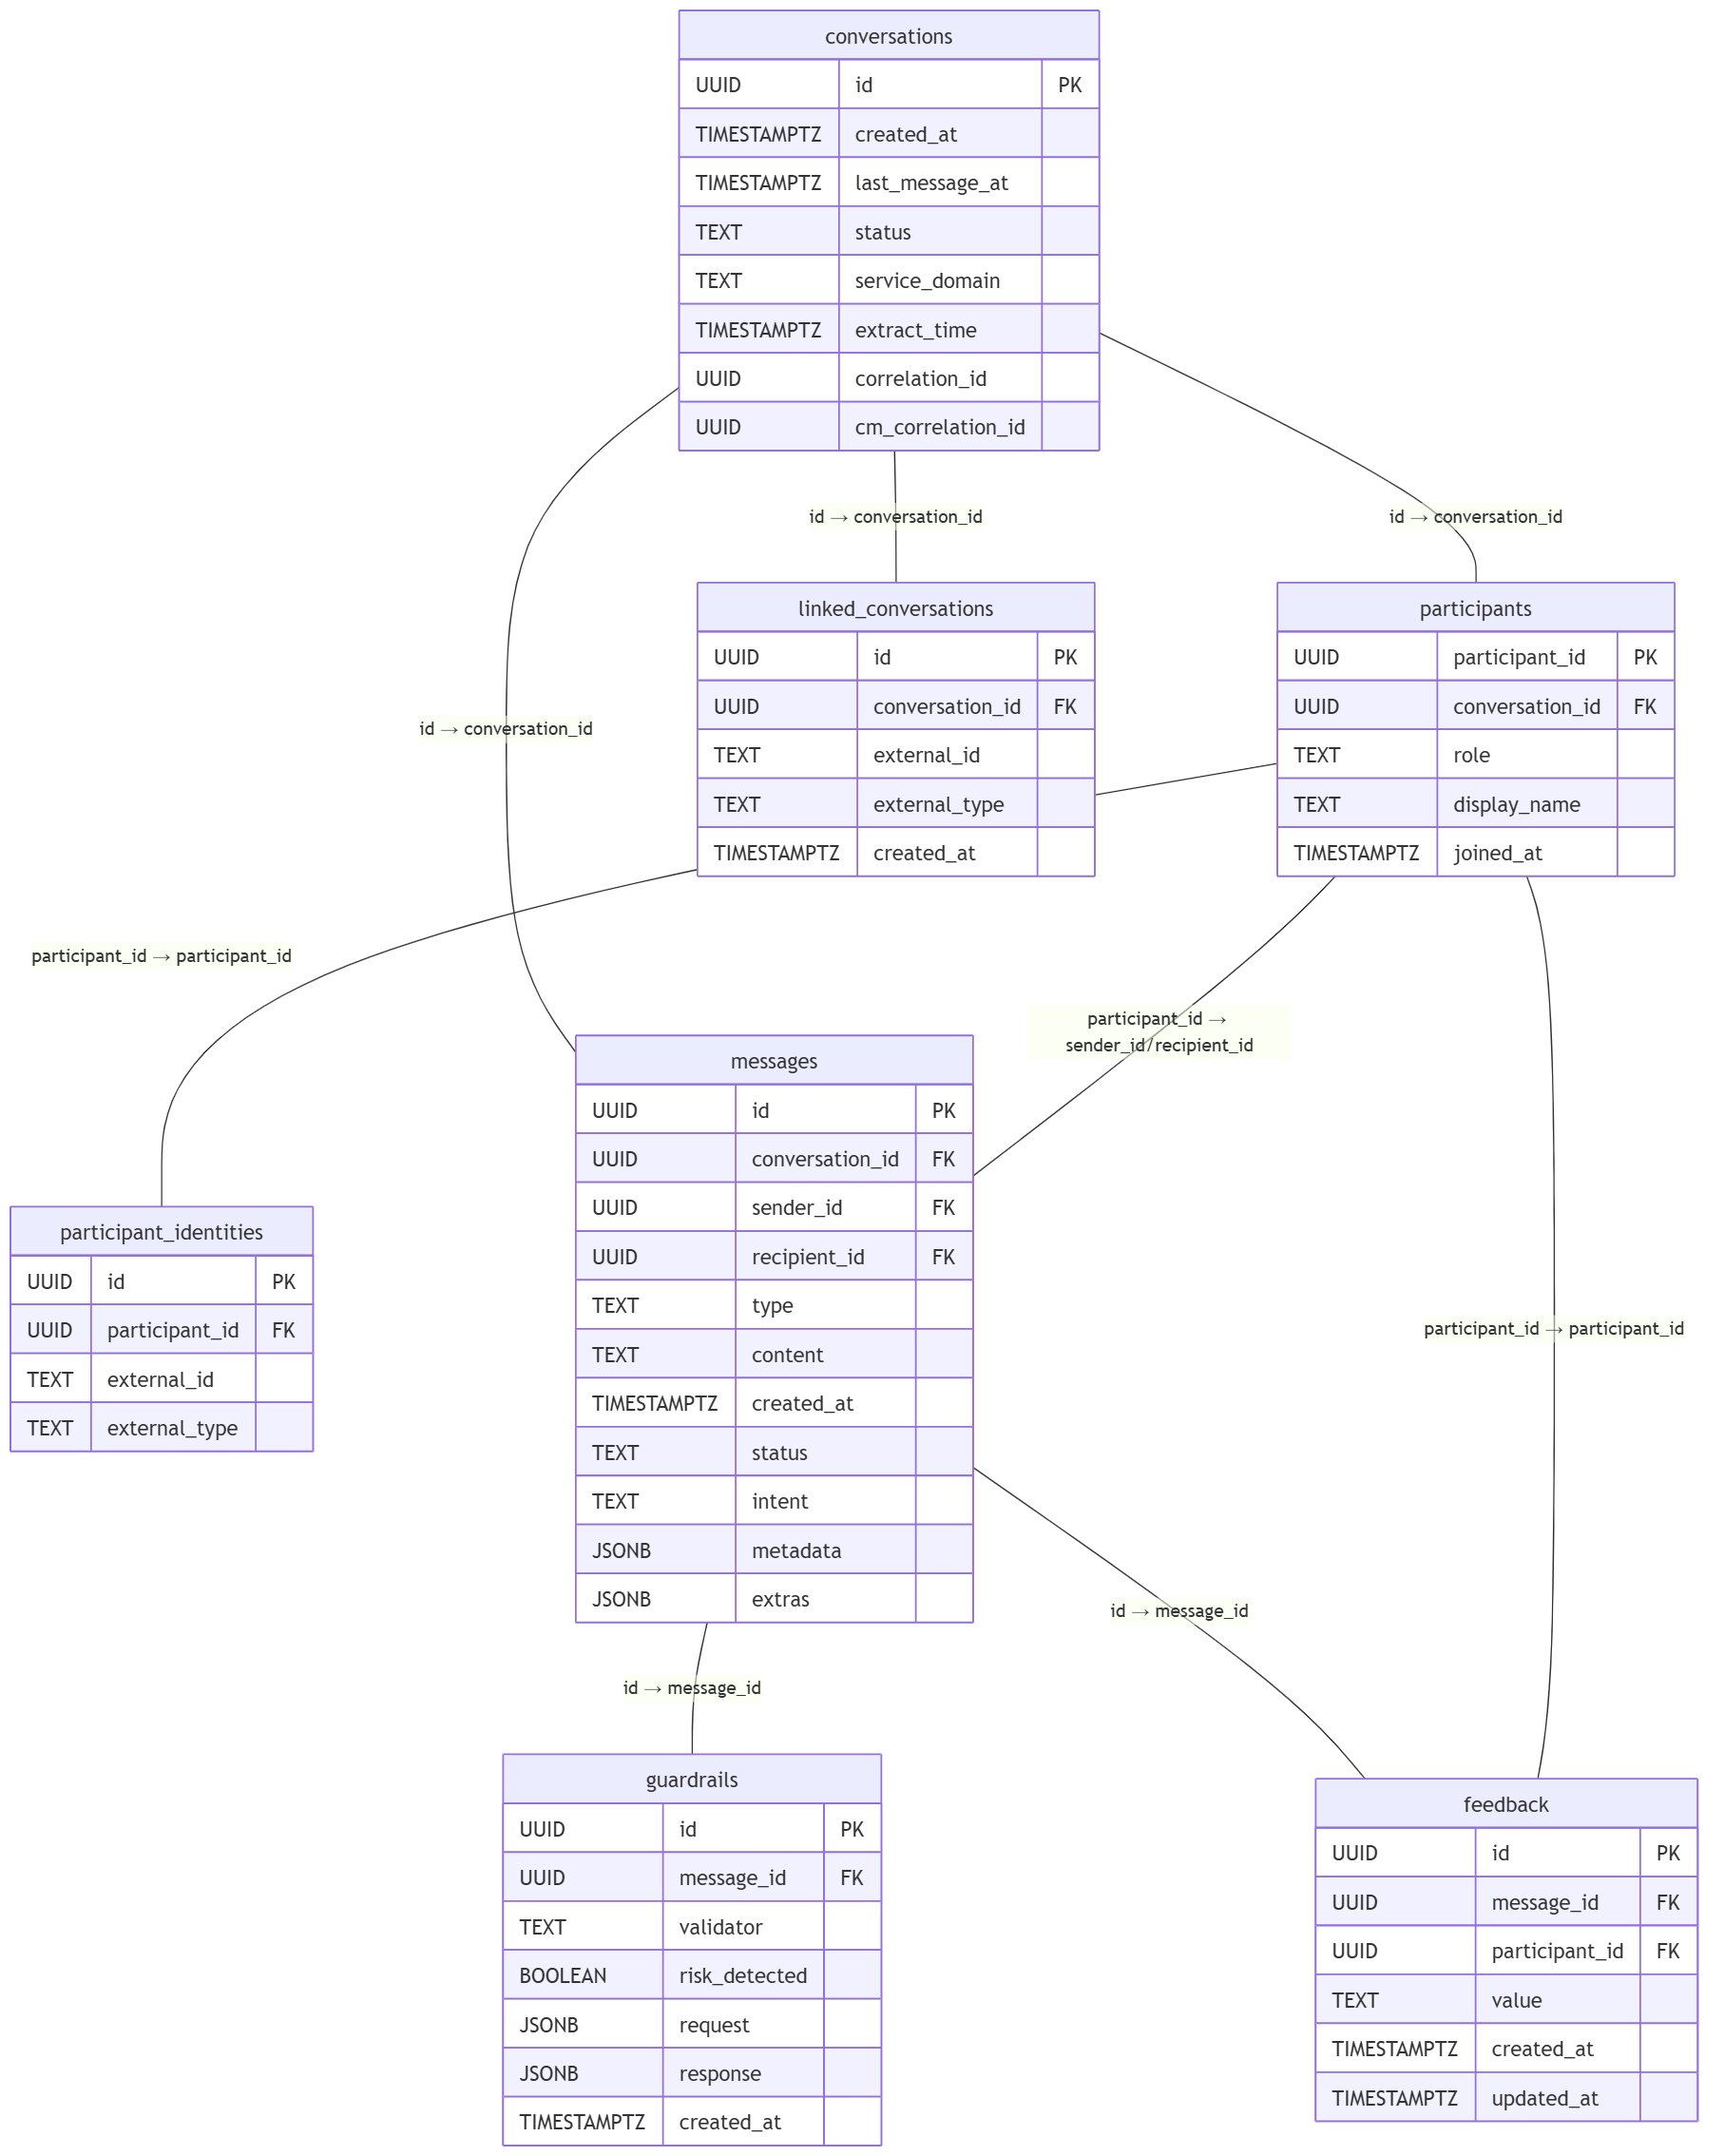 conversations
UUID id PK
TIMESTAMPTZ created_at
TIMESTAMPTZ last_message_at
TEXT status
TEXT service_domain
TIMESTAMPTZ extract_time
UUID correlation_id
UUID cm_correlation_id
id → conversation_id
id → conversation_id
id → conversation_id
linked_conversations
UUID id PK
UUID conversation_id FK
TEXT external_id
TEXT external_type
TIMESTAMPTZ created_at
participants
UUID participant_id PK
UUID conversation_id FK
TEXT role
TEXT display_name
TIMESTAMPTZ joined_at
participant_id → participant_id
participant_id →
sender_id/recipient_id
participant_id → participant_id
participant_identities
UUID id PK
UUID participant_id FK
TEXT external_id
TEXT external_type
messages
UUID id PK
UUID conversation_id FK
UUID sender_id FK
UUID recipient_id FK
TEXT type
TEXT content
TIMESTAMPTZ created_at
TEXT status
TEXT intent
JSONB metadata
JSONB extras
id → message_id
id → message_id
guardrails
UUID id PK
UUID message_id FK
TEXT validator
BOOLEAN risk_detected
JSONB request
JSONB response
TIMESTAMPTZ created_at
feedback
UUID id PK
UUID message_id FK
UUID participant_id FK
TEXT value
TIMESTAMPTZ created_at
TIMESTAMPTZ updated_at